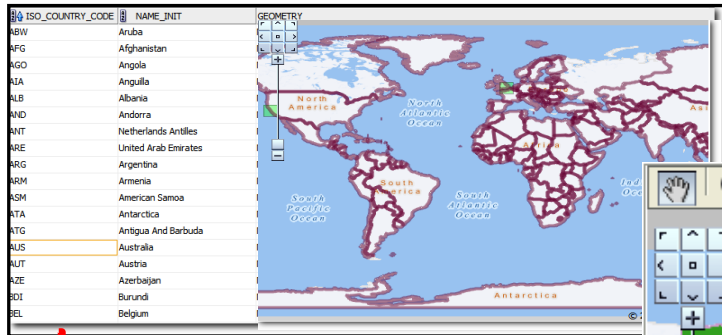 ISO_COUNTRY_CODE NAME_INIT GEOMETRY
ABW Aruba
AFG Afghanistan
AGO Angola
AIA Anguilla
ALB Albania
AND Andorra
ANT Netherlands Antilles
ARE United Arab Emirates
ARG Argentina
ARM Armenia
ASM American Samoa
ATA Antarctica
ATG Antigua And Barbuda
AUS Australia
AUT Austria
AZE Azerbaijan
BDI Burundi
BEL Belgium
North
America
North
Atlantic
Ocean
Africa
South
America
South
Pacific
Ocean
South
Atlantic
Ocean
Antarctica